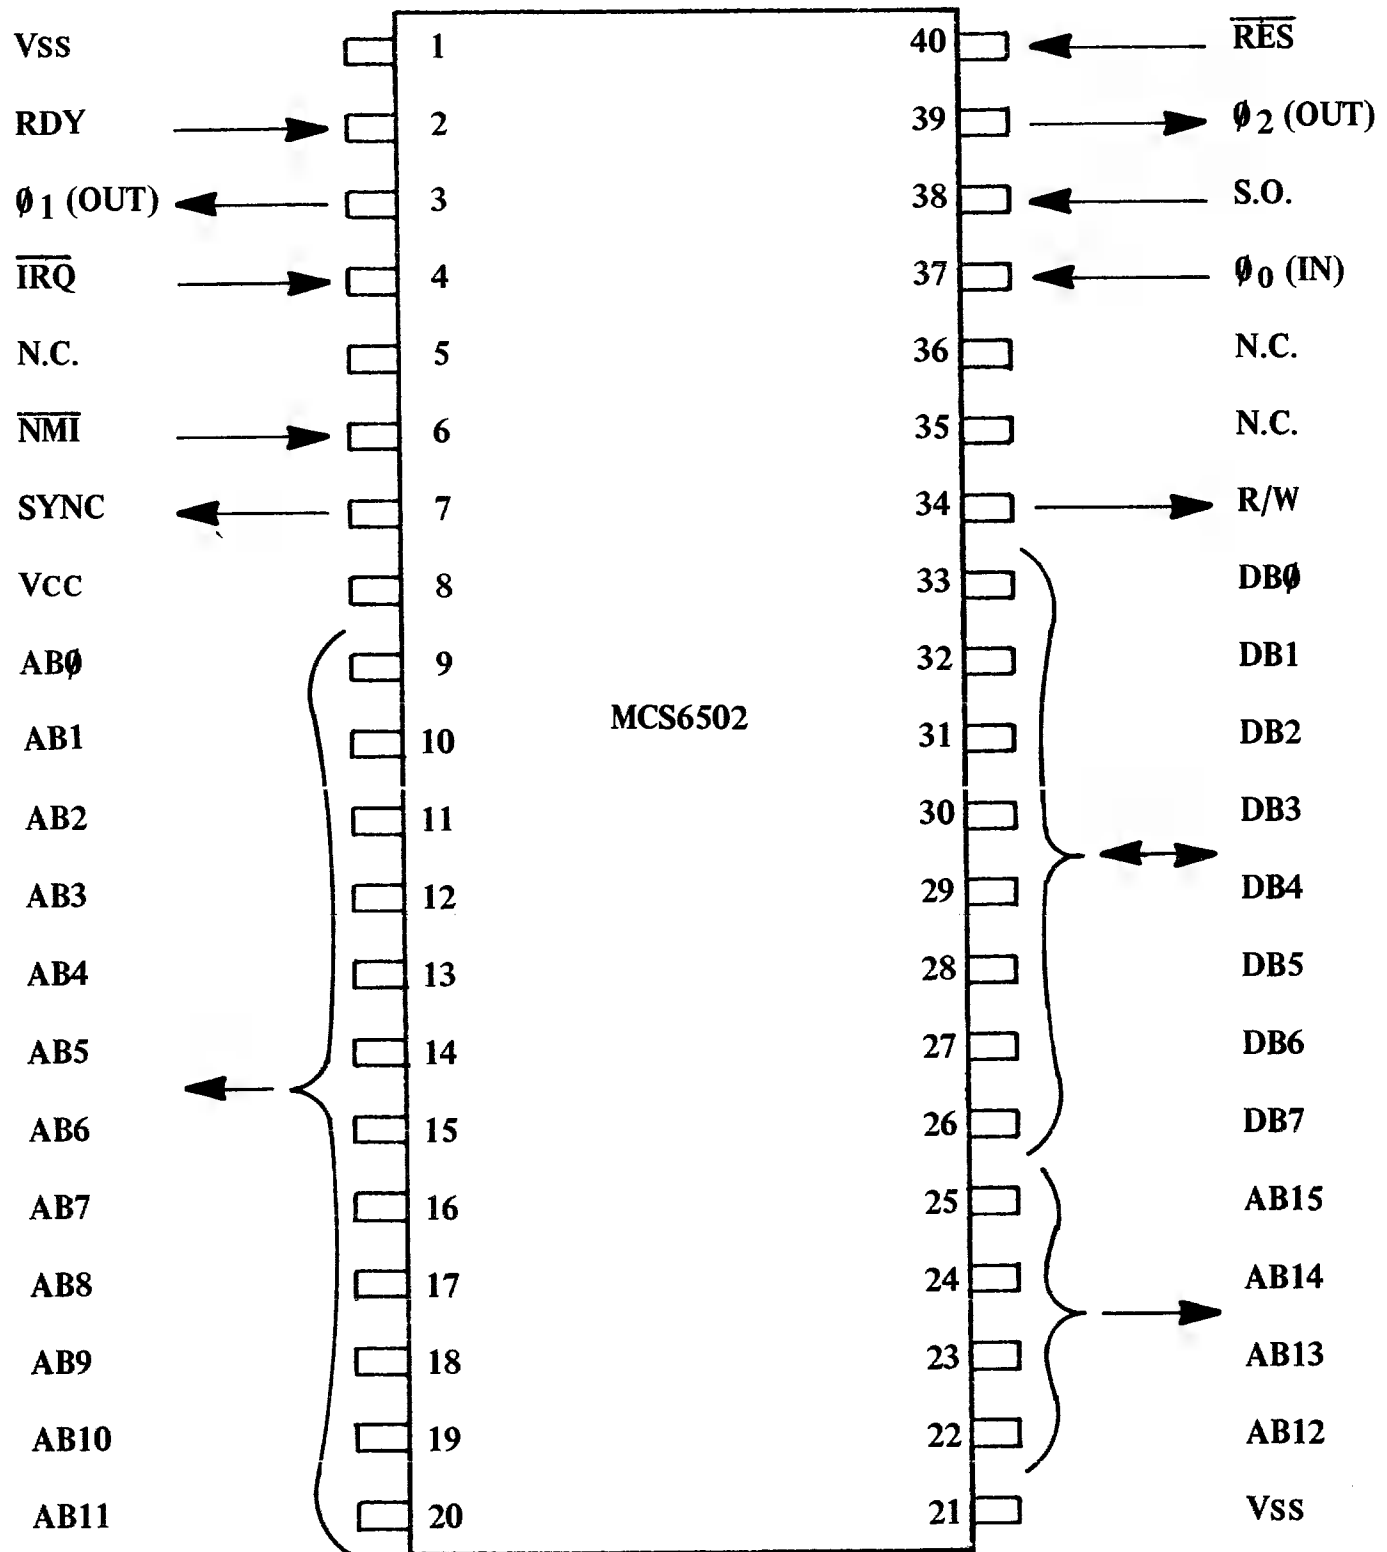 Vss 1 40 R̅E̅S̅
RDY 2 39 ϕ2 (OUT)
ϕ1 (OUT) 3 38 S.O.
I̅R̅Q̅ 4 37 ϕ0 (IN)
N.C. 5 36 N.C.
N̅M̅I̅ 6 35 N.C.
SYNC 7 34 R/W
Vcc 8 33 DBϕ
ABϕ 9 32 DB1
MCS6502
AB1 10 31 DB2
AB2 11 30 DB3
AB3 12 29 DB4
AB4 13 28 DB5
AB5 14 27 DB6
AB6 15 26 DB7
AB7 16 25 AB15
AB8 17 24 AB14
AB9 18 23 AB13
AB10 19 22 AB12
AB11 20 21 Vss